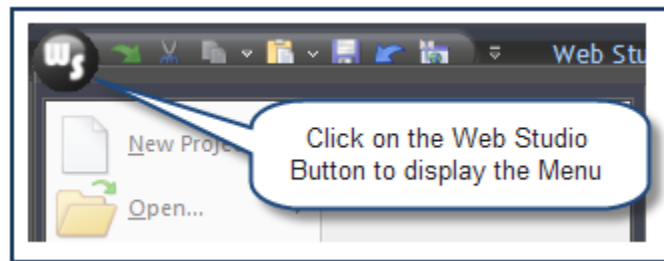 WS
Web Stu
New Proje
Click on the Web Studio
Button to display the Menu
Open...